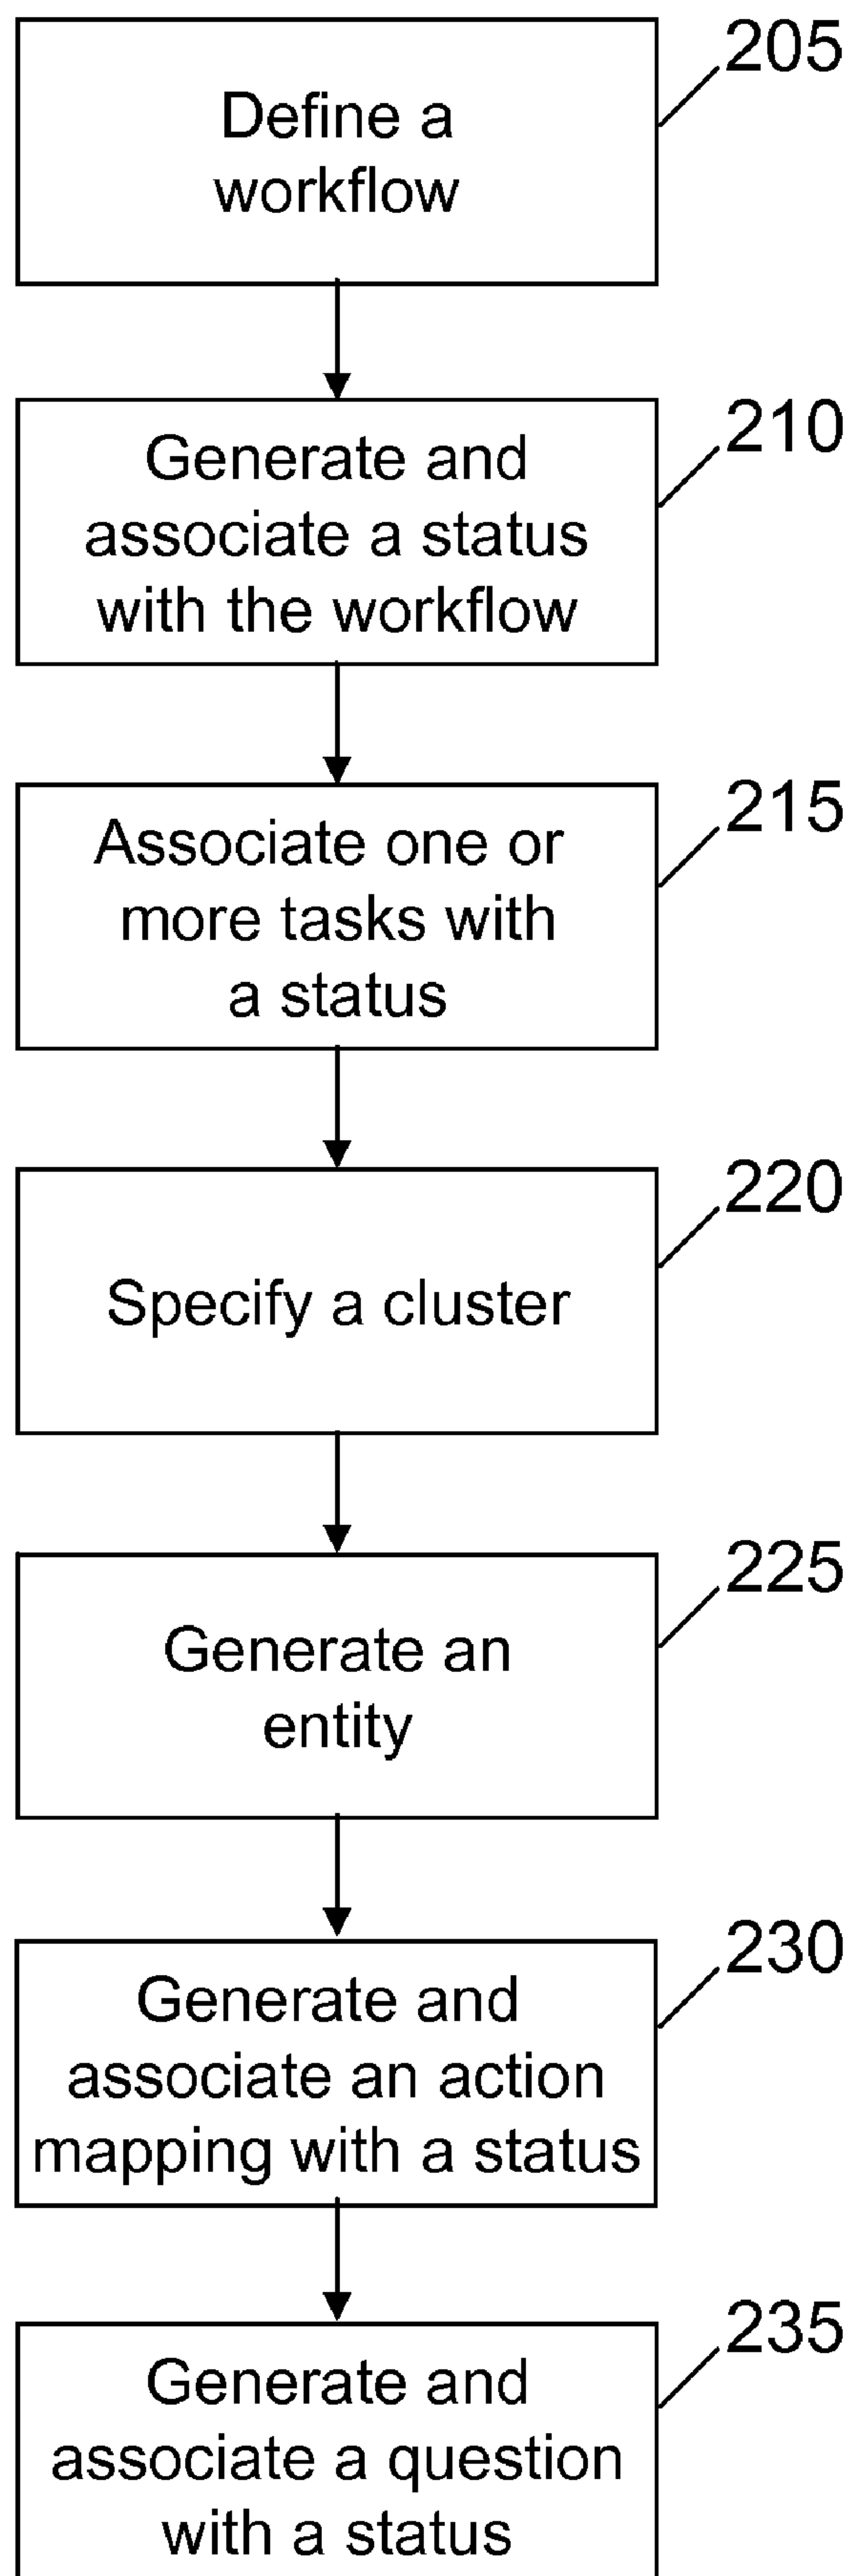 205
Define a
workflow
210
Generate and
associate a status
with the workflow
215
Associate one or
more tasks with
a status
220
Specify a cluster
225
Generate an
entity
230
Generate and
associate an action
mapping with a status
235
Generate and
associate a question
with a status